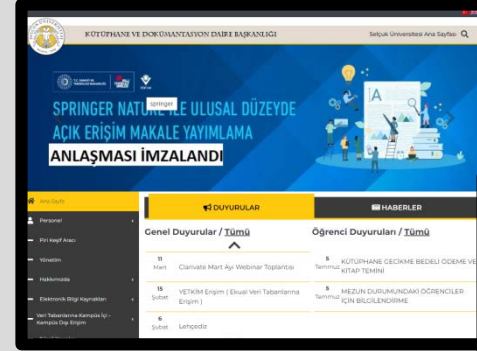 KÜTÜPHANE VE DOKÜMANTASYON DAİRE BAŞKANLIĞI
Selçuk Üniversitesi Ana Sayfası
SPRINGER NATURE İLE ULUSAL DÜZEYDE
springer
AÇIK ERİŞİM MAKALE YAYIMLAMA
ANLAŞMASI İMZALANDI
Ana Sayfa
Personel
Piri Keşif Aracı
Yönetim
Hakkımızda
Elektronik Bilgi Kaynakları
Veri Tabanlarına Kampüs İçi -
Kampüs Dışı Erişim
DUYURULAR
HABERLER
Genel Duyurular / Tümü
Öğrenci Duyuruları / Tümü
11
Mart
Clarivate Mart Ayı Webinar Toplantısı
15
Şubat
YETKİM Erişim ( Ekual Veri Tabanlarına
Erişim )
6
Şubat
Lehçediz
5
Temmuz
KÜTÜPHANE GECİKME BEDELİ ÖDEME VE
KİTAP TEMİNİ
5
Temmuz
MEZUN DURUMUNDAKİ ÖĞRENCİLER
İÇİN BİLGİLENDİRME